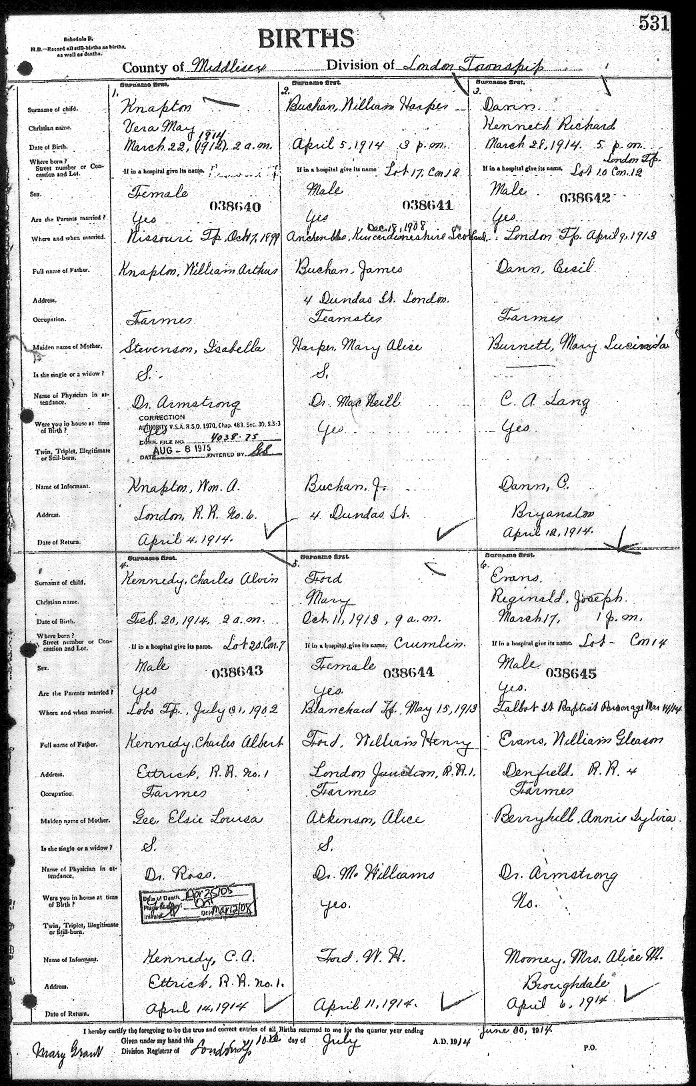 531
Schedule B.
N.B.—Record all still-births as births, as well as deaths.
BIRTHS
County of Middlesex Division of London Township
1. Surname first. 2. Surname first. 3. Surname first.
Surname of child. Knapton Buchan, William Harper Dann
Christian name. Vera May Kenneth Richard
1914
Date of Birth. March 22, (1912). 2 a.m. April 5, 1914 3 p.m. March 28, 1914. 5 p.m.
London Tp.
Where born? Street number or Concession and Lot. If in a hospital give its name. If in a hospital give its name. Lot 17, Con 12 If in a hospital give its name. Lot 10 Con. 12
Sex. Female Male Male
038640 038641 038642
Are the Parents married? Yes Yes Yes
Dec. 18, 1908
Where and when married. Nissouri Tp. Oct 7, 1899 Kincardineshire Scotland. London Tp. April 9, 1913
Full name of Father. Knapton, William Arthur Buchan, James Dann, Cecil
Address. 4 Dundas St. London.
Occupation. Farmer Teamster Farmer
Maiden name of Mother. Stevenson, Isabella Harper, Mary Alice Burnett, Mary Lucinda
Is she single or a widow? S. S.
Name of Physician in attendance. Dr. Armstrong Dr. MacNeill C. A. Lang
CORRECTION
Were you in house at time of Birth? Yes Yes Yes
AUTHORITY V.S.A. R.S.O. 1970, Chap. 483, Sec. 30, S.S-3
FILE NO. 4038-75
AUG - 8 1975
DATE ENTERED BY
Twin, Triplet, Illegitimate or Still-born.
Name of Informant. Knapton, Wm. A. Buchan, J. Dann, C.
Address. London, R.R. No. 6. 4 Dundas St. Bryanston
Date of Return. April 4, 1914. April 12, 1914.
4. Surname first. 5. Surname first. 6. Surname first.
Surname of child. Kennedy, Charles Alvin Ford Evans.
Christian name. Mary Reginald, Joseph.
Date of Birth. Feb. 20, 1914, 2 a.m. Oct. 11, 1913, 9 a.m. March 17, 1 p.m.
Where born? Street number or Concession and Lot. If in a hospital give its name. Lot 20, Con. 7 If in a hospital give its name. Crumlin. If in a hospital give its name. Lot - Con 14
Sex. Male Female Male
038643 038644 038645
Are the Parents married? Yes Yes. Yes.
Where and when married. Lobo Tp., July 31, 1902 Blanchard Tp. May 15, 1913 Talbot St Baptist Parsonage
Full name of Father. Kennedy, Charles Albert Ford, William Henry Evans, William Gleason
Address. Ettrick, R.R. No. 1 London Junction, R.R. 1. Denfield. R.R. 4
Occupation. Farmer Farmer Farmer
Maiden name of Mother. Gee, Elsie Louisa Atkinson, Alice Berryhill, Annie Sylvia
Is she single or a widow? S. S.
Name of Physician in attendance. Dr. Ross. Dr. McWilliams Dr. Armstrong
Were you in house at time of Birth? yes. No.
Date of Death Apr 25/05
Ont
Mar 12/08
Twin, Triplet, Illegitimate or Still-born.
Name of Informant. Kennedy, C.A. Ford, W. H. Mooney, Mrs. Alice M.
Address. Ettrick, R.R. No. 1. Broughdale
Date of Return. April 14, 1914 April 11, 1914. April 6, 1914
I hereby certify the foregoing to be the true and correct entries of all Births returned to me for the quarter year ending June 30, 1914
Given under my hand this 10th day of July A.D. 1914
Mary Grant Division Registrar of London Tp P.O.